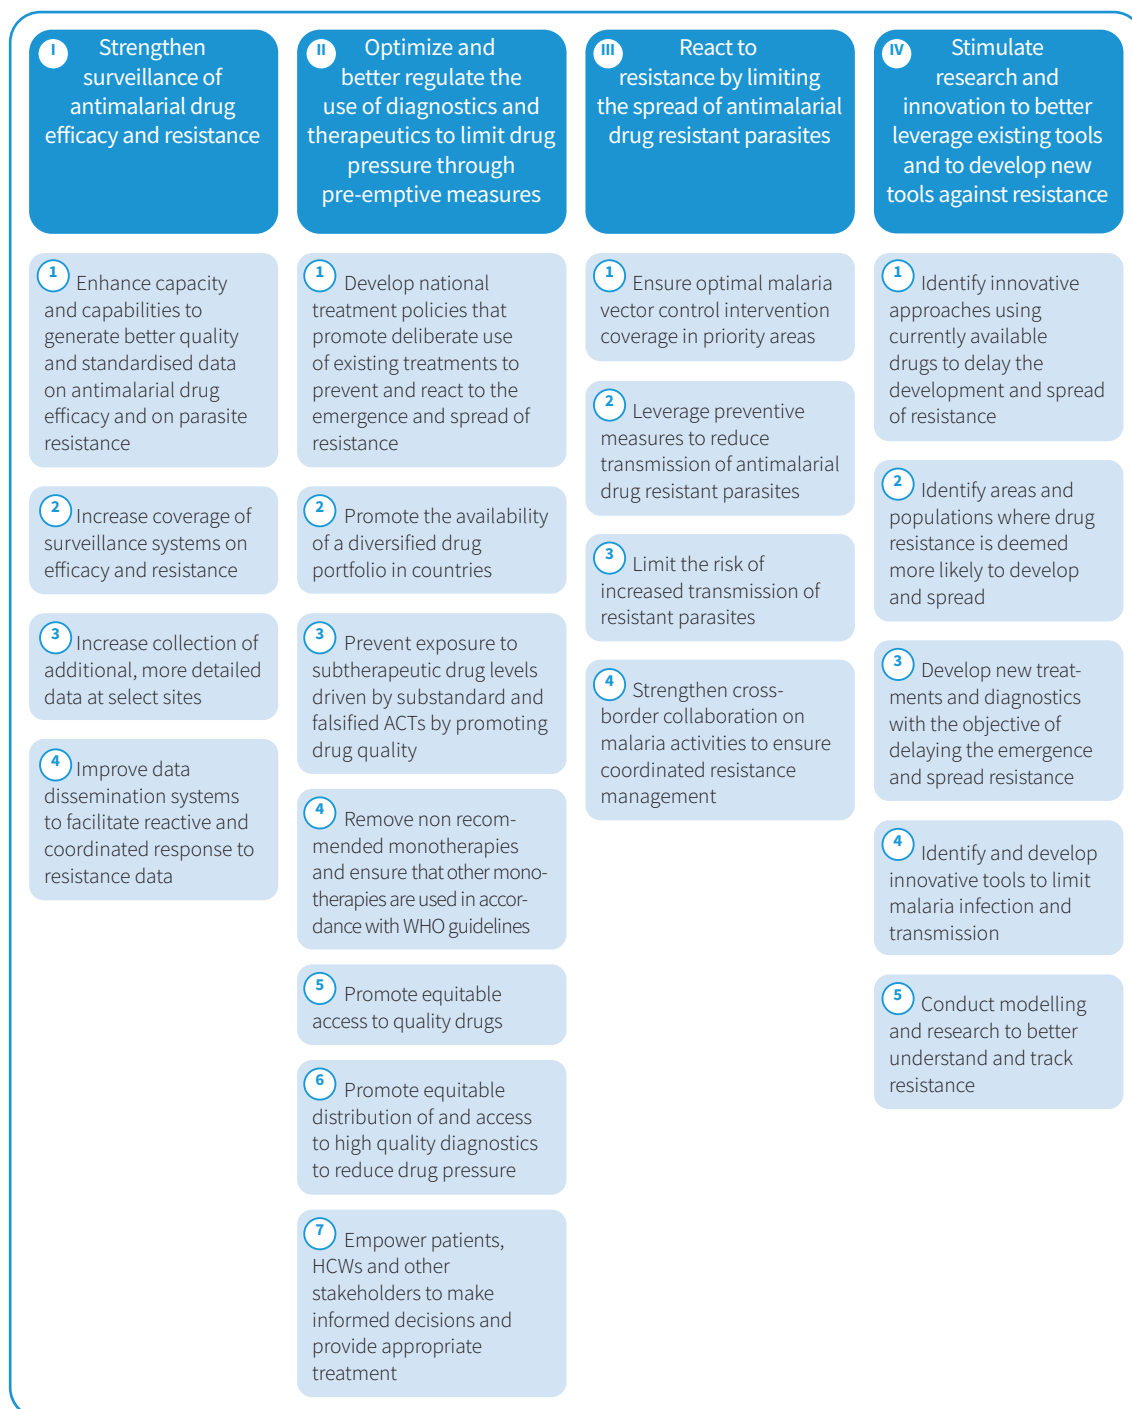 I
Strengthen
surveillance of
antimalarial drug
efficacy and resistance
1
Enhance capacity
and capabilities to
generate better quality
and standardised data
on antimalarial drug
efficacy and on parasite
resistance
2
Increase coverage of
surveillance systems on
efficacy and resistance
3
Increase collection of
additional, more detailed
data at select sites
4
Improve data
dissemination systems
to facilitate reactive and
coordinated response to
resistance data
II
Optimize and
better regulate the
use of diagnostics and
therapeutics to limit drug
pressure through
pre-emptive measures
1
Develop national
treatment policies that
promote deliberate use
of existing treatments to
prevent and react to the
emergence and spread of
resistance
2
Promote the availability
of a diversified drug
portfolio in countries
3
Prevent exposure to
subtherapeutic drug levels
driven by substandard and
falsified ACTs by promoting
drug quality
4
Remove non recom-
mended monotherapies
and ensure that other mono-
therapies are used in accor-
dance with WHO guidelines
5
Promote equitable
access to quality drugs
6
Promote equitable
distribution of and access
to high quality diagnostics
to reduce drug pressure
7
Empower patients,
HCWs and other
stakeholders to make
informed decisions and
provide appropriate
treatment
III
React to
resistance by limiting
the spread of antimalarial
drug resistant parasites
1
Ensure optimal malaria
vector control intervention
coverage in priority areas
2
Leverage preventive
measures to reduce
transmission of antimalarial
drug resistant parasites
3
Limit the risk of
increased transmission of
resistant parasites
4
Strengthen cross-
border collaboration on
malaria activities to ensure
coordinated resistance
management
IV
Stimulate
research and
innovation to better
leverage existing tools
and to develop new
tools against resistance
1
Identify innovative
approaches using
currently available
drugs to delay the
development and spread
of resistance
2
Identify areas and
populations where drug
resistance is deemed
more likely to develop
and spread
3
Develop new treat-
ments and diagnostics
with the objective of
delaying the emergence
and spread resistance
4
Identify and develop
innovative tools to limit
malaria infection and
transmission
5
Conduct modelling
and research to better
understand and track
resistance